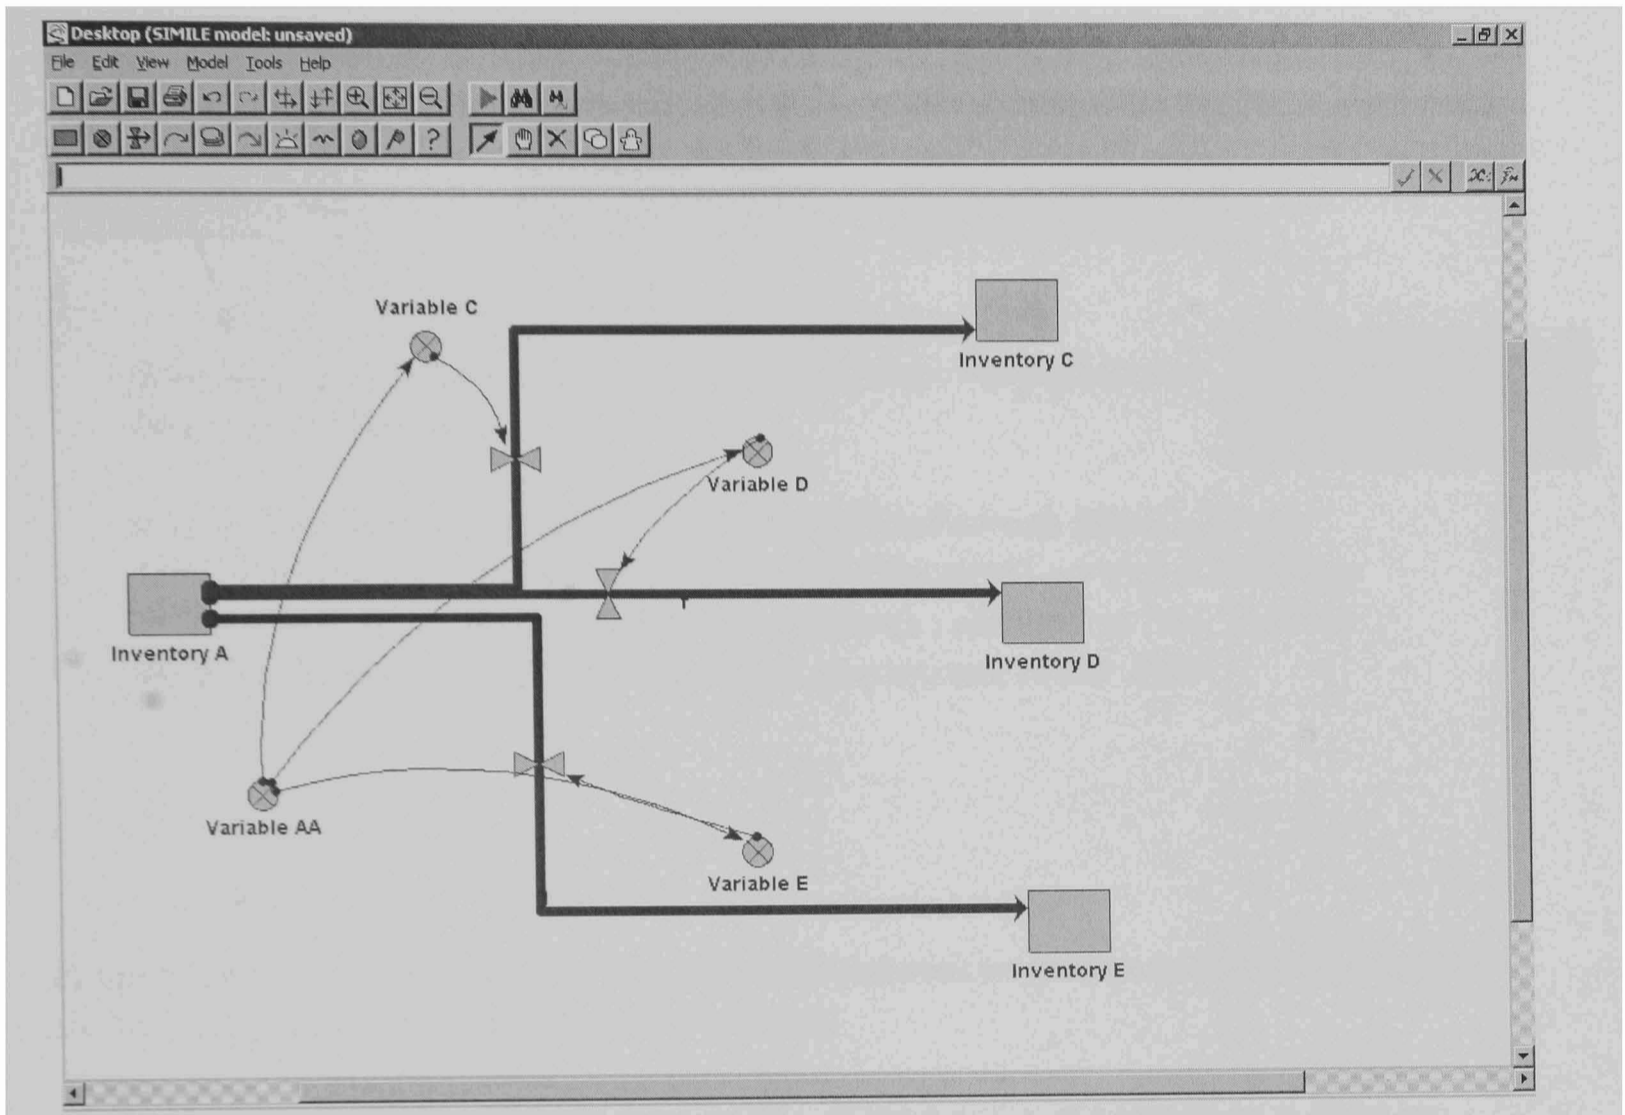 Desktop (SIMILE model: unsaved)
File Edit View Model Tools Help
Variable C
Inventory C
Variable D
Inventory A
Inventory D
Variable AA
Variable E
Inventory E